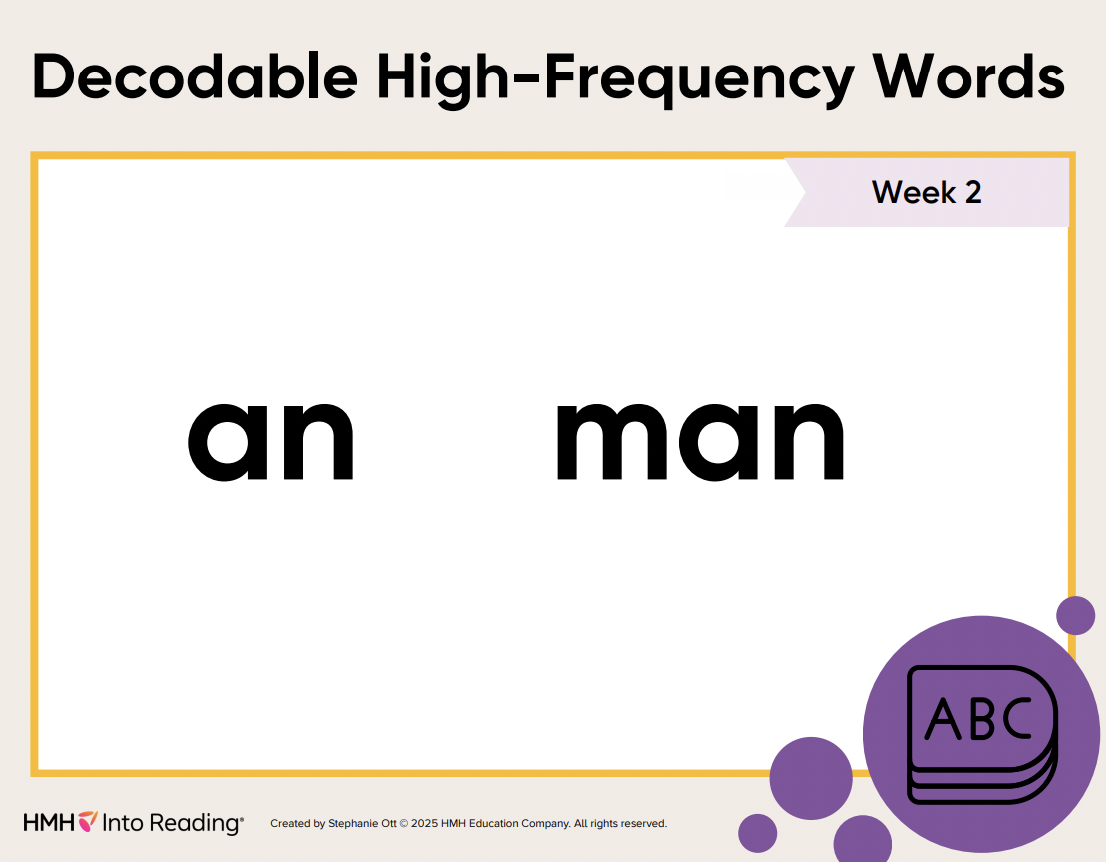 Decodable High-Frequency Words
Week 2
an man
ABC
HMH Into Reading®
Created by Stephanie Ott © 2025 HMH Education Company. All rights reserved.